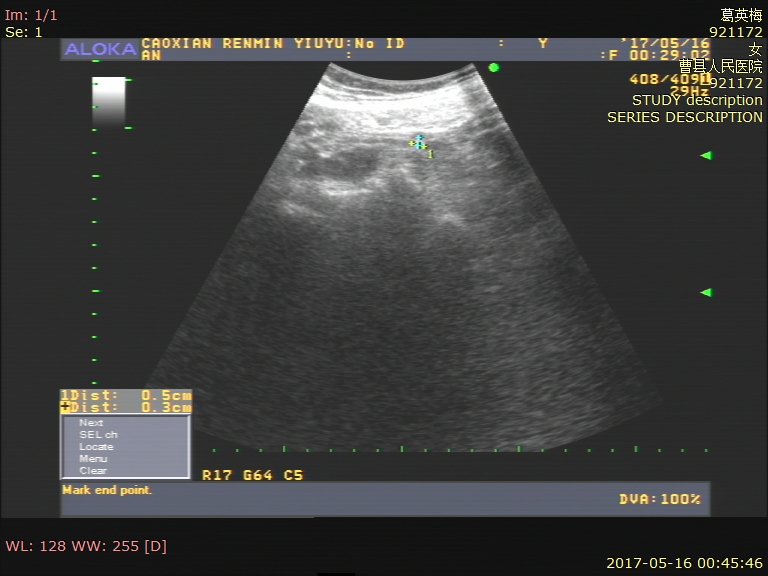 Im: 1/1
Se: 1
葛英梅
921172
女
曹县人民医院
921172
STUDY description
SERIES DESCRIPTION
ALOKA
CAOXIAN RENMIN YIUYU:No ID : Y '17/05/16
AN : :F 00:29:02
408/409
29Hz
1
1Dist: 0.5cm
+Dist: 0.3cm
Next
SEL ch
Locate
Menu
Clear
R17 G64 C5
Mark end point.
DVA:100%
WL: 128 WW: 255 [D]
2017-05-16 00:45:46